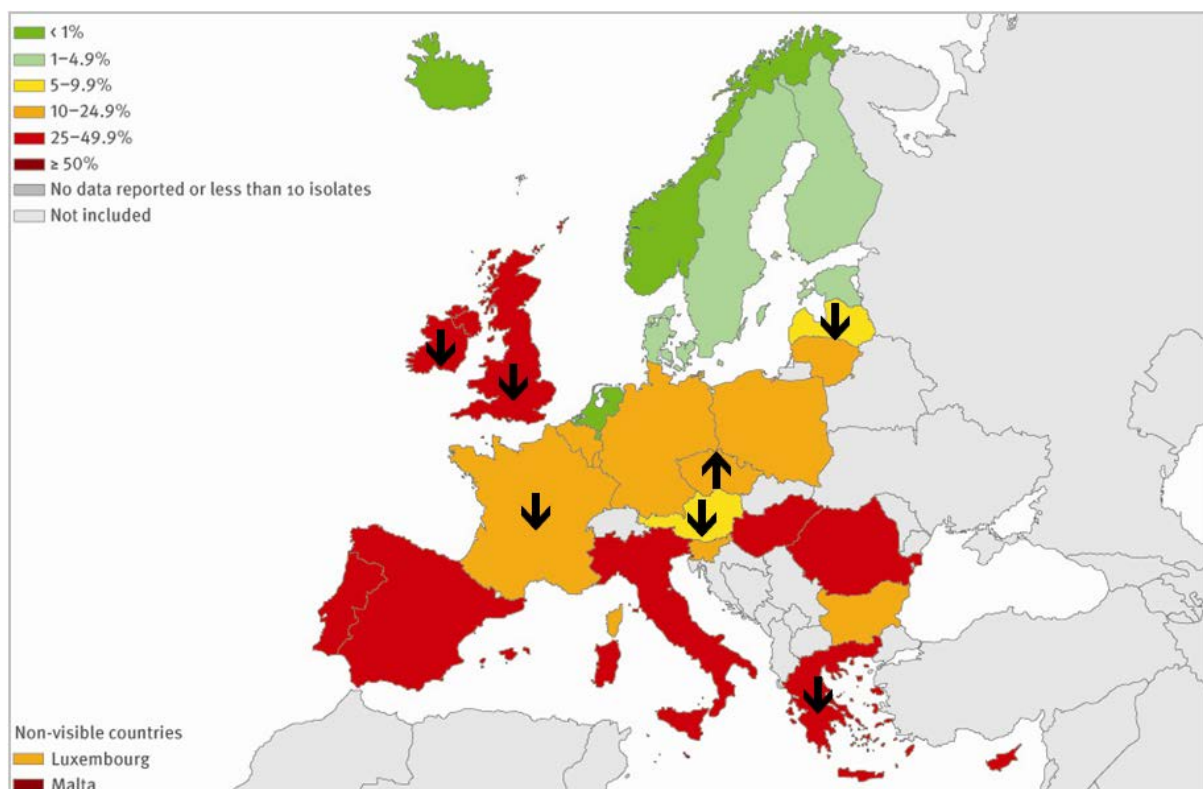 < 1%
1–4.9%
5–9.9%
10–24.9%
25–49.9%
≥ 50%
No data reported or less than 10 isolates
Not included
Non-visible countries
Luxembourg
Malta